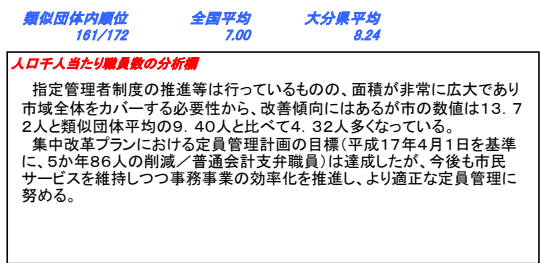 類似団体内順位 全国平均 大分県平均
161/172 7.00 8.24
人口千人当たり職員数の分析欄
指定管理者制度の推進等は行っているものの、面積が非常に広大であり
市域全体をカバーする必要性から、改善傾向にはあるが市の数値は13.7
2人と類似団体平均の9.40人と比べて4.32人多くなっている。
集中改革プランにおける定員管理計画の目標(平成17年4月1日を基準
に、5か年86人の削減／普通会計支弁職員)は達成したが、今後も市民
サービスを維持しつつ事務事業の効率化を推進し、より適正な定員管理に
努める。